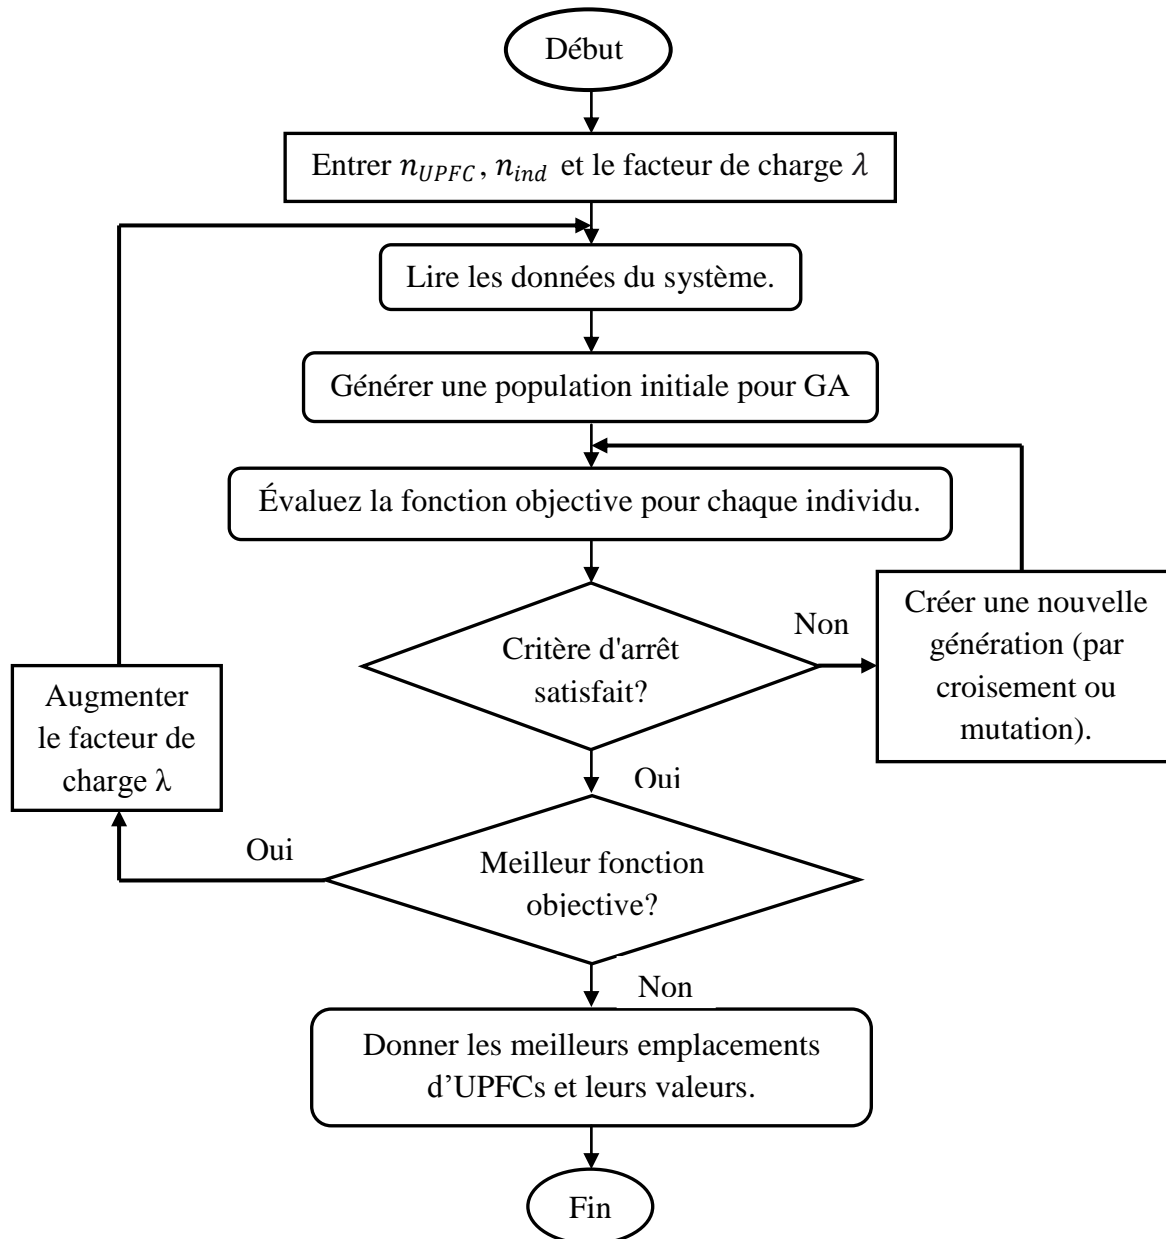 Début
Entrer n_UPFC, n_ind et le facteur de charge λ
Lire les données du système.
Générer une population initiale pour GA
Évaluez la fonction objective pour chaque individu.
Critère d'arrêt
satisfait?
Non
Créer une nouvelle
génération (par
croisement ou
mutation).
Augmenter
le facteur de
charge λ
Oui
Oui
Meilleur fonction
objective?
Non
Donner les meilleurs emplacements
d’UPFCs et leurs valeurs.
Fin